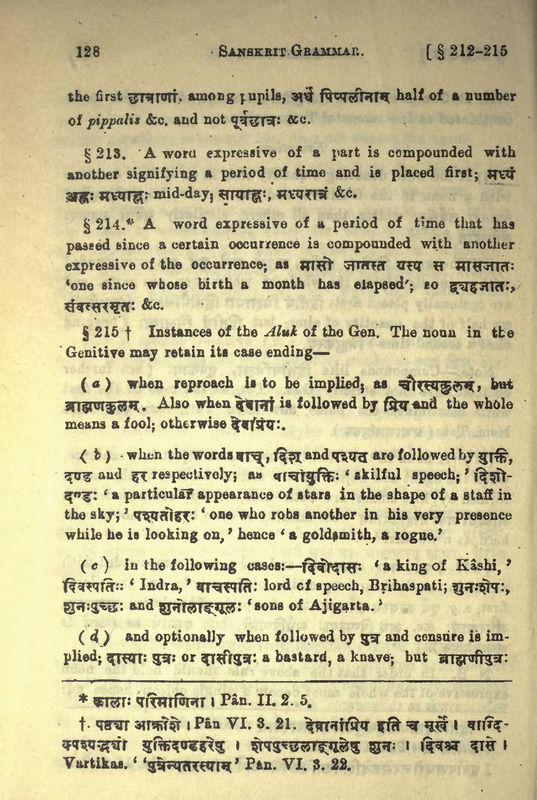 128 SANSKRIT GRAMMAR. [ § 212-215
the first छात्राणां, among pupils, अर्धं पिप्पलीनाम् half of a number
of pippalis &c. and not पूर्वछात्रः &c.
§ 213. A word expressive of a part is compounded with
another signifying a period of time and is placed first; मध्यं
अह्नः मध्याह्नः mid-day; सायाह्नः, मध्यरात्रं &c.
§ 214.* A word expressive of a period of time that has
passed since a certain occurrence is compounded with another
expressive of the occurrence; as मासो जातस्त यस्य स मासजातः
'one since whose birth a month has elapsed'; so द्व्यहजातः,
संवत्सरमृतः &c.
§ 215 † Instances of the Aluk of the Gen. The noun in the
Genitive may retain its case ending—
(a) when reproach is to be implied; as चौरस्यकुलम्, but
ब्राह्मणकुलम्. Also when देवानां is followed by प्रिय and the whole
means a fool; otherwise देवप्रियः.
(b) when the words वाच्, दिश् and पश्यत are followed by युक्ति,
दण्ड and हर respectively; as वाचोयुक्तिः 'skilful speech;' दिशो-
दण्डः 'a particular appearance of stars in the shape of a staff in
the sky;' पश्यतोहरः 'one who robs another in his very presence
while he is looking on,' hence 'a goldsmith, a rogue.'
(c) in the following cases:—दिवोदासः 'a king of Kâshi,'
दिवस्पतिः: 'Indra,' वाचस्पतिः lord of speech, Brihaspati; शुनःशेपः,
शुनःपुच्छः and शुनोलाङ्गूलः 'sons of Ajigarta.'
(d) and optionally when followed by पुत्र and censure is im-
plied; दास्याः पुत्रः or दासीपुत्रः a bastard, a knave; but ब्राह्मणीपुत्रः
* कालाः परिमाणिना । Pân. II. 2. 5.
†. षष्ठ्या आक्रोशे । Pân VI. 3. 21. देवानांप्रिय इति च मूर्खे । वाग्दि-
क्पश्यद्भ्यो युक्तिदण्डहरेषु । शेपपुच्छलाङ्गूलेषु शुनः । दिवश्च दासे ।
Vartikas. 'पुत्रेन्यतरस्याम्' Pan. VI. 3. 22.